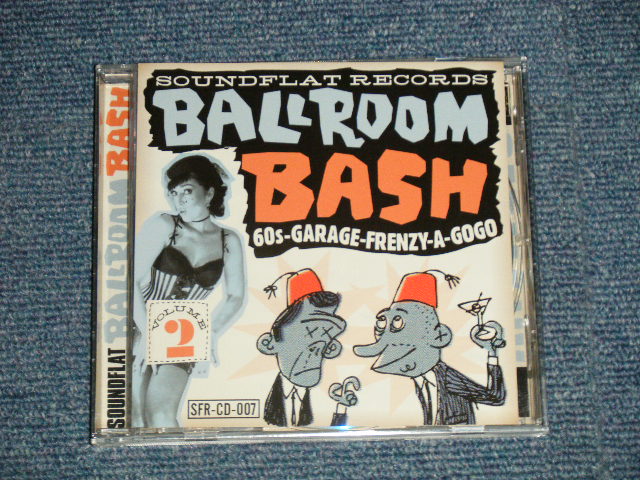 SOUNDFLAT RECORDS
BALLROOM
BASH
60s-GARAGE-FRENZY-A-GOGO
VOLUME
2
SFR-CD-007
SOUNDFLAT BALLROOM BASH